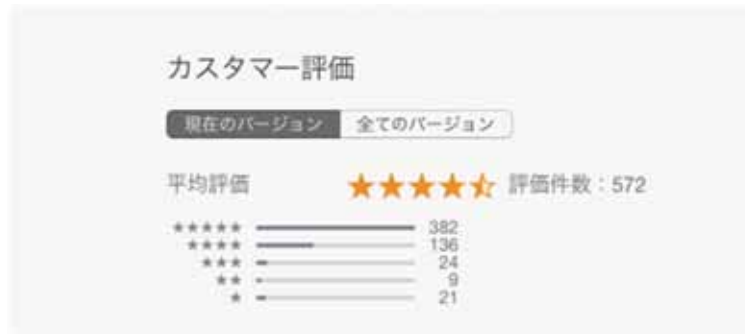 カスタマー評価
現在のバージョン 全てのバージョン
平均評価 ★★★★⯪ 評価件数：572
★★★★★ 382
★★★★ 136
★★★ 24
★★ 9
★ 21